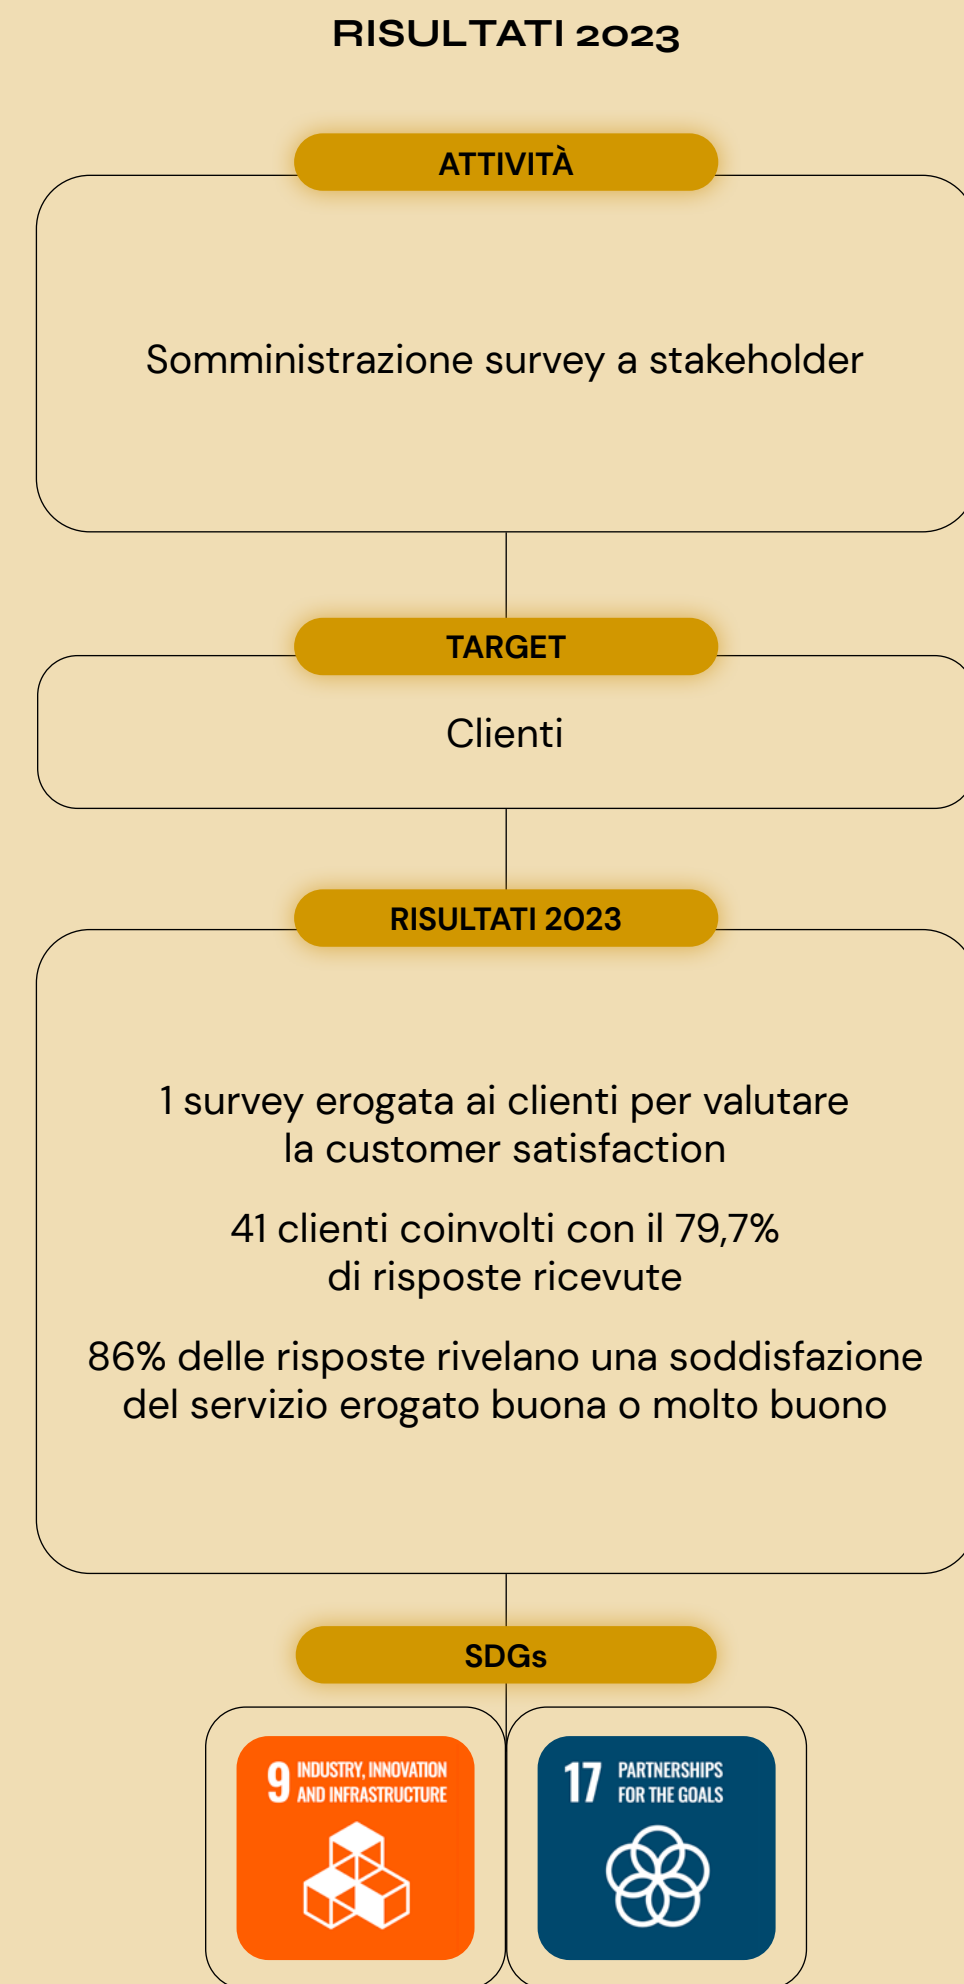 RISULTATI 2023
ATTIVITÀ
Somministrazione survey a stakeholder
TARGET
Clienti
RISULTATI 2023
1 survey erogata ai clienti per valutare
la customer satisfaction
41 clienti coinvolti con il 79,7%
di risposte ricevute
86% delle risposte rivelano una soddisfazione
del servizio erogato buona o molto buono
SDGs
9 INDUSTRY, INNOVATION
AND INFRASTRUCTURE
17 PARTNERSHIPS
FOR THE GOALS